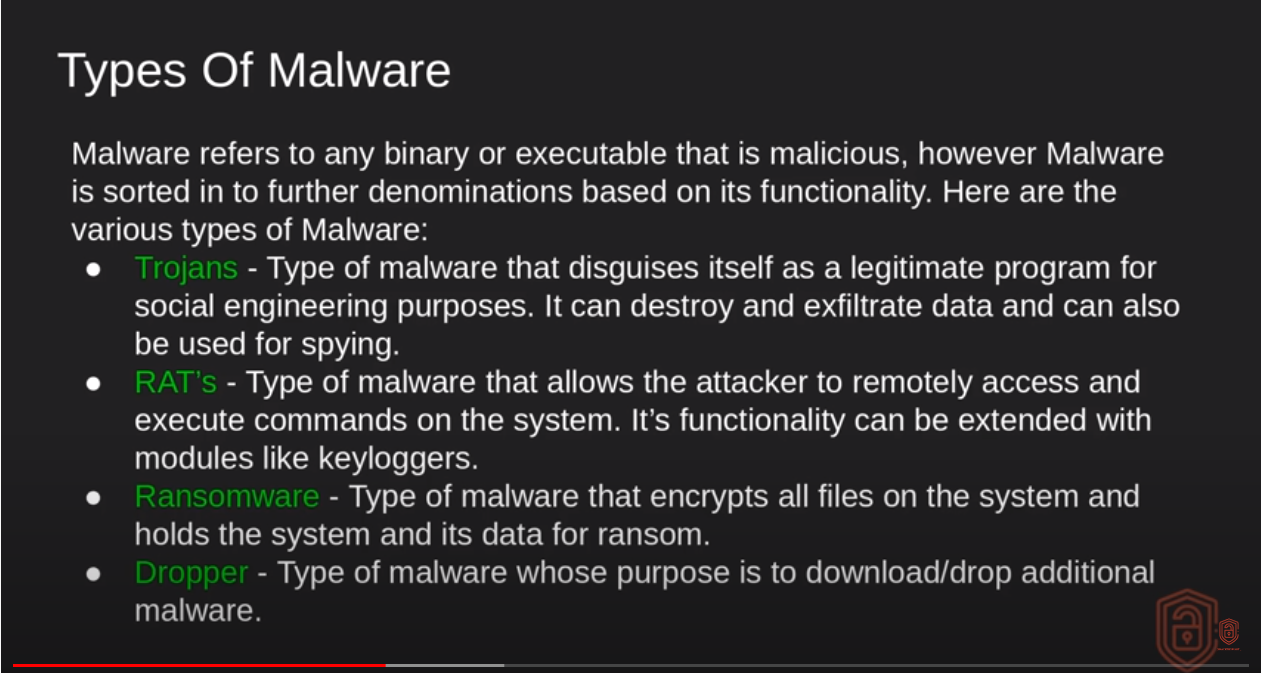 Types Of Malware
Malware refers to any binary or executable that is malicious, however Malware
is sorted in to further denominations based on its functionality. Here are the
various types of Malware:
● Trojans - Type of malware that disguises itself as a legitimate program for
social engineering purposes. It can destroy and exfiltrate data and can also
be used for spying.
● RAT’s - Type of malware that allows the attacker to remotely access and
execute commands on the system. It’s functionality can be extended with
modules like keyloggers.
● Ransomware - Type of malware that encrypts all files on the system and
holds the system and its data for ransom.
● Dropper - Type of malware whose purpose is to download/drop additional
malware.